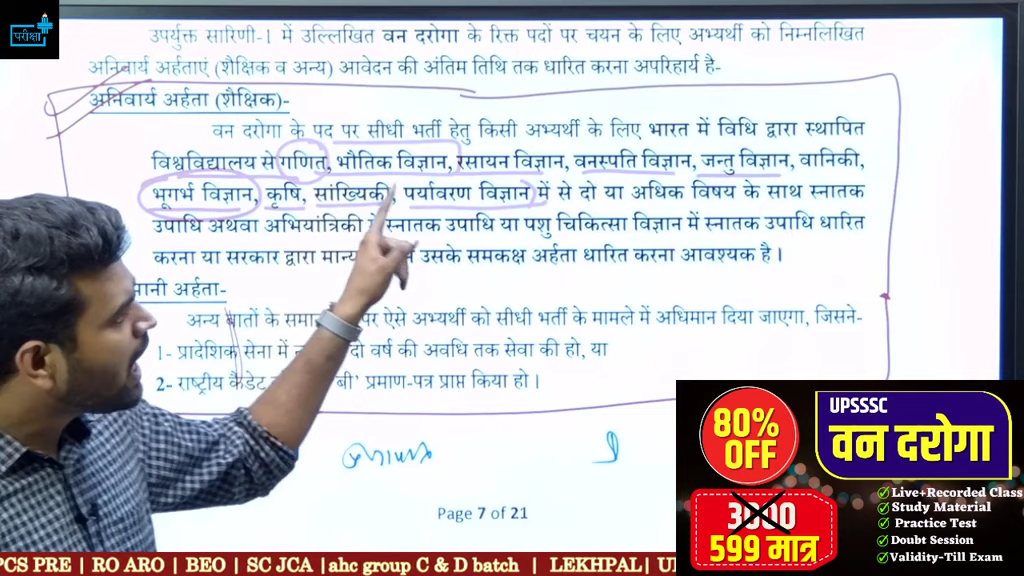 परीक्षा
उपर्युक्त सारिणी-1 में उल्लिखित वन दरोगा के रिक्त पदों पर चयन के लिए अभ्यर्थी को निम्नलिखित
अनिवार्य अर्हताएं (शैक्षिक व अन्य) आवेदन की अंतिम तिथि तक धारित करना अपरिहार्य है-
अनिवार्य अर्हता (शैक्षिक)-
वन दरोगा के पद पर सीधी भर्ती हेतु किसी अभ्यर्थी के लिए भारत में विधि द्वारा स्थापित
विश्वविद्यालय से गणित, भौतिक विज्ञान, रसायन विज्ञान, वनस्पति विज्ञान, जन्तु विज्ञान, वानिकी,
भूगर्भ विज्ञान, कृषि, सांख्यिकी, पर्यावरण विज्ञान में से दो या अधिक विषय के साथ स्नातक
उपाधि अथवा अभियांत्रिकी में स्नातक उपाधि या पशु चिकित्सा विज्ञान में स्नातक उपाधि धारित
करना या सरकार द्वारा उसके समकक्ष अर्हता धारित करना आवश्यक है।
अर्हता-
अन्य बातों के पर ऐसे अभ्यर्थी को सीधी भर्ती के मामले में अधिमान दिया जाएगा, जिसने-
1- प्रादेशिक सेना में दो वर्ष की अवधि तक सेवा की हो, या
2- राष्ट्रीय कैडेट बी' प्रमाण-पत्र प्राप्त किया हो।
Page 7 of 21
80%
OFF
UPSSSC
वन दरोगा
3000
599 मात्र
Live+Recorded Class
Study Material
Practice Test
Doubt Session
Validity-Till Exam
PCS PRE | RO ARO | BEO | SC JCA |ahc group C & D batch | LEKHPAL|